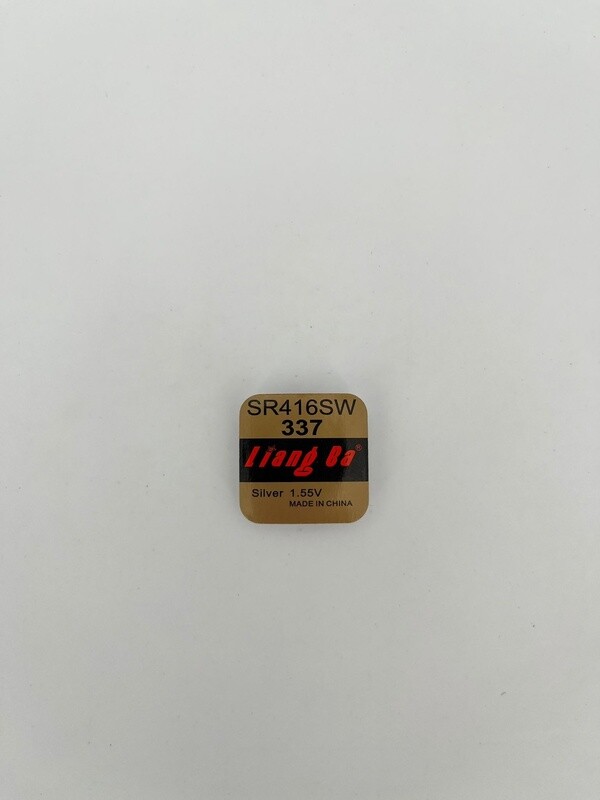 SR416SW
337
Liang Ba®
Silver 1.55V
MADE IN CHINA